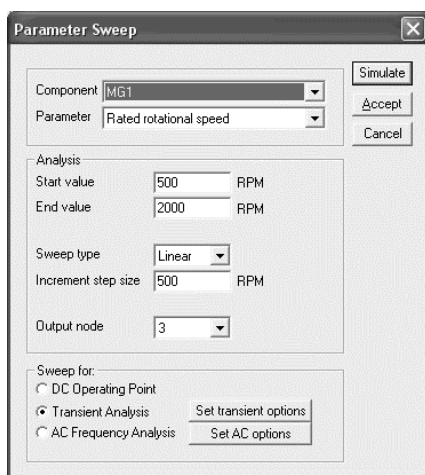 Parameter Sweep
Simulate
Component MG1
Accept
Parameter Rated rotational speed
Cancel
Analysis
Start value 500 RPM
End value 2000 RPM
Sweep type Linear
Increment step size 500 RPM
Output node 3
Sweep for:
DC Operating Point
Transient Analysis Set transient options
AC Frequency Analysis Set AC options